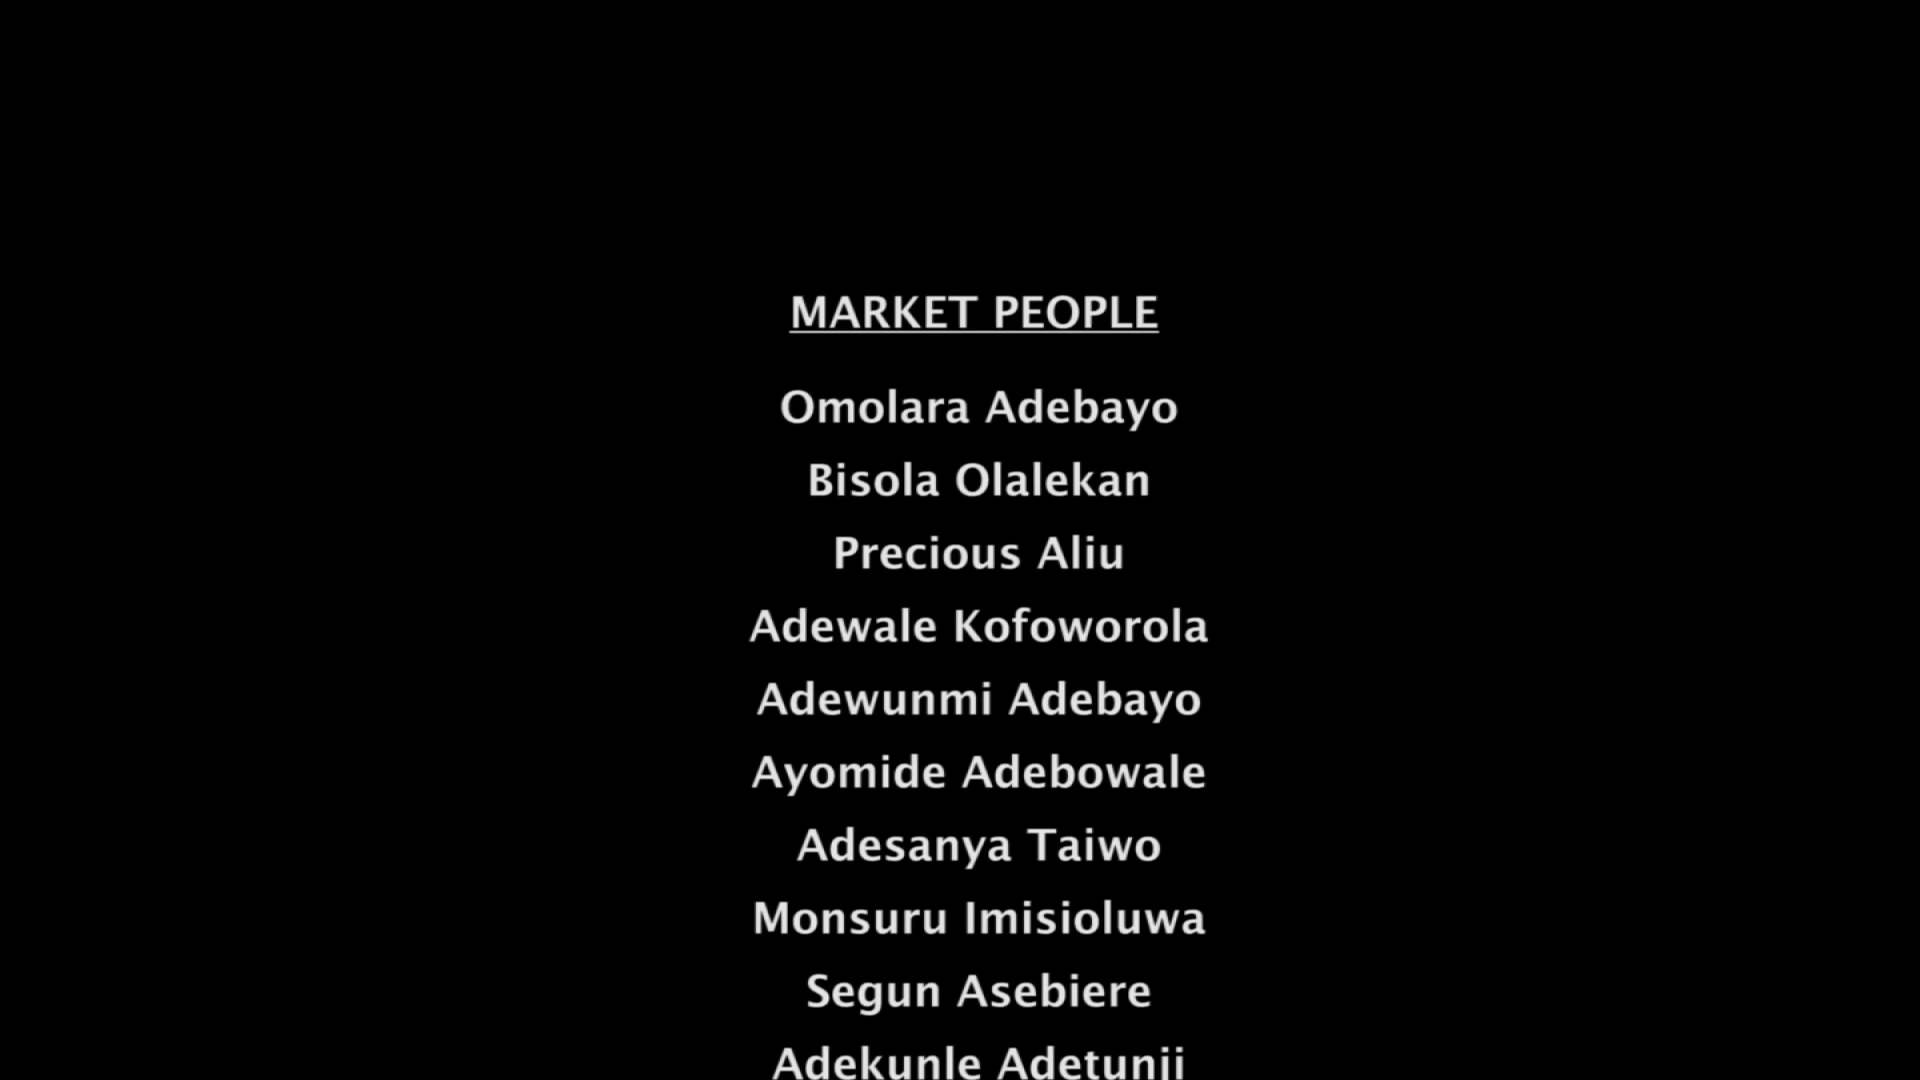 MARKET PEOPLE
Omolara Adebayo
Bisola Olalekan
Precious Aliu
Adewale Kofoworola
Adewunmi Adebayo
Ayomide Adebowale
Adesanya Taiwo
Monsuru Imisioluwa
Segun Asebiere
Adekunle Adetunji